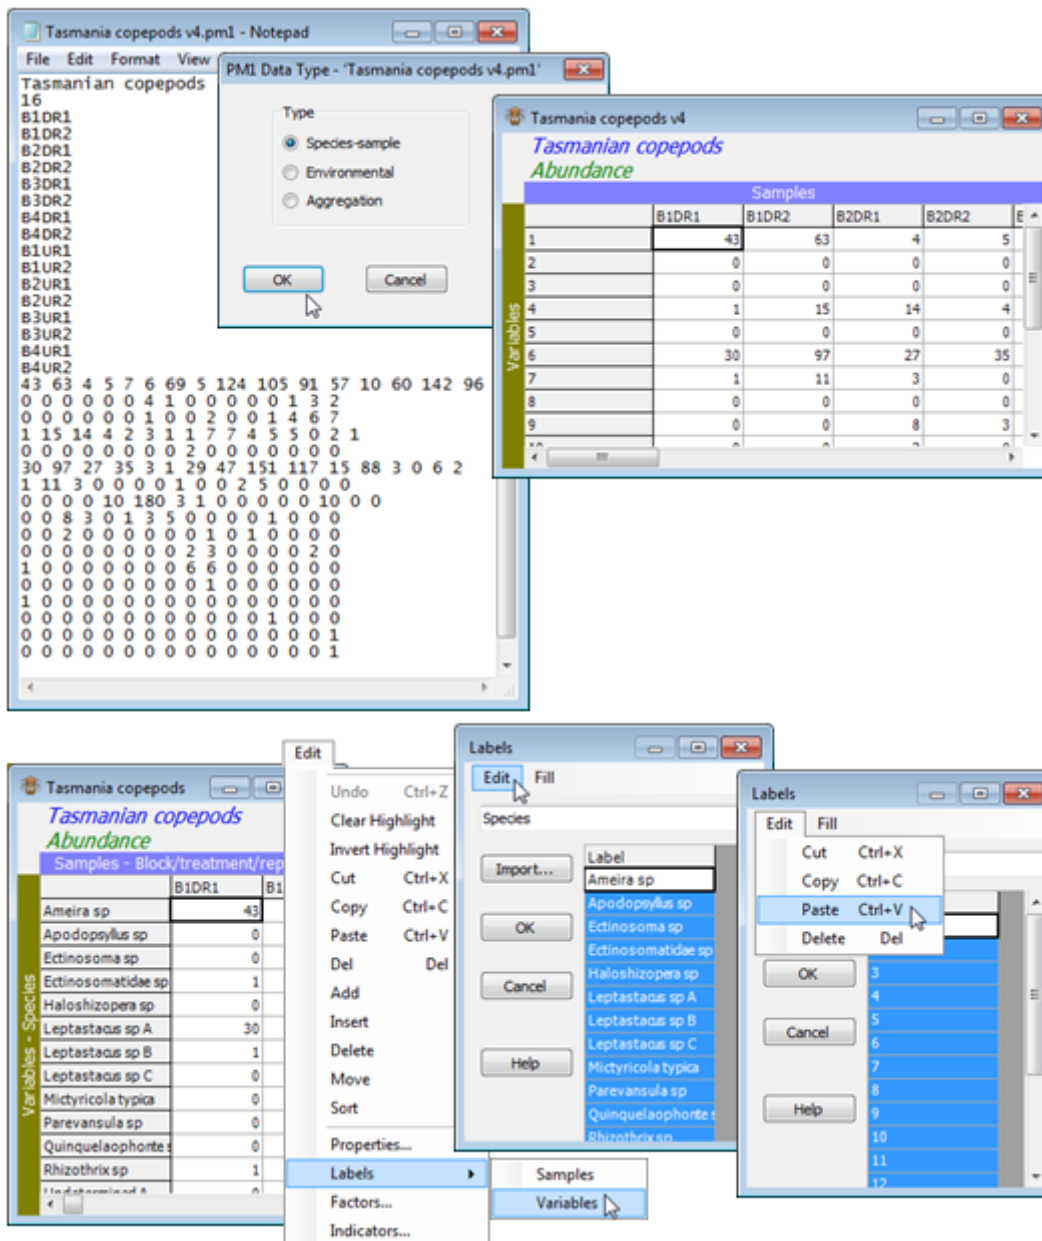 Tasmania copepods v4.pm1 - Notepad
File Edit Format View
Tasmanian copepods
16
B1DR1
B1DR2
B2DR1
B2DR2
B3DR1
B3DR2
B4DR1
B4DR2
B1UR1
B1UR2
B2UR1
B2UR2
B3UR1
B3UR2
B4UR1
B4UR2
43 63 4 5 7 6 69 5 124 105 91 57 10 60 142 96
0 0 0 0 0 0 4 1 0 0 0 0 0 1 3 2
0 0 0 0 0 0 1 0 0 2 0 0 1 4 6 7
1 15 14 4 2 3 1 1 7 7 4 5 5 0 2 1
0 0 0 0 0 0 0 0 2 0 0 0 0 0 0 0
30 97 27 35 3 1 29 47 151 117 15 88 3 0 6 2
1 11 3 0 0 0 0 1 0 0 2 5 0 0 0 0
0 0 0 0 10 180 3 1 0 0 0 0 0 10 0 0
0 0 8 3 0 1 3 5 0 0 0 0 1 0 0 0
0 0 2 0 0 0 0 0 0 1 0 1 0 0 0 0
0 0 0 0 0 0 0 0 2 3 0 0 0 0 2 0
1 0 0 0 0 0 0 0 6 6 0 0 0 0 0 0
0 0 0 0 0 0 0 0 0 1 0 0 0 0 0 0
1 0 0 0 0 0 0 0 0 0 0 0 0 0 0 0
0 0 0 0 0 0 0 0 0 0 0 0 1 0 0 0
0 0 0 0 0 0 0 0 0 0 0 0 0 0 0 1
0 0 0 0 0 0 0 0 0 0 0 0 0 0 0 1
PM1 Data Type - 'Tasmania copepods v4.pm1'
Type
Species-sample
Environmental
Aggregation
OK Cancel
Tasmania copepods v4
Tasmanian copepods
Abundance
Samples
Variables
B1DR1 B1DR2 B2DR1 B2DR2
1 43 63 4 5
2 0 0 0 0
3 0 0 0 0
4 1 15 14 4
5 0 0 0 0
6 30 97 27 35
7 1 11 3 0
8 0 0 0 0
9 0 0 8 3
Tasmania copepods
Tasmanian copepods
Abundance
Samples - Block/treatment/rep
Variables - Species
B1DR1 B1
Ameira sp 43
Apodopsyllus sp 0
Ectinosoma sp 0
Ectinosomatidae sp 1
Haloshizopera sp 0
Leptastacus sp A 30
Leptastacus sp B 1
Leptastacus sp C 0
Mictyricola typica 0
Parevansula sp 0
Quinquelaophonte s 0
Rhizothrix sp 1
Edit
Undo Ctrl+Z
Clear Highlight
Invert Highlight
Cut Ctrl+X
Copy Ctrl+C
Paste Ctrl+V
Del Del
Add
Insert
Delete
Move
Sort
Properties...
Labels
Factors...
Indicators...
Samples
Variables
Labels
Edit Fill
Species
Import...
OK
Cancel
Help
Label
Ameira sp
Apodopsyllus sp
Ectinosoma sp
Ectinosomatidae sp
Haloshizopera sp
Leptastacus sp A
Leptastacus sp B
Leptastacus sp C
Mictyricola typica
Parevansula sp
Quinquelaophonte s
Rhizothrix sp
Labels
Edit Fill
Cut Ctrl+X
Copy Ctrl+C
Paste Ctrl+V
Delete Del
OK
Cancel
Help
3
4
5
6
7
8
9
10
11
12